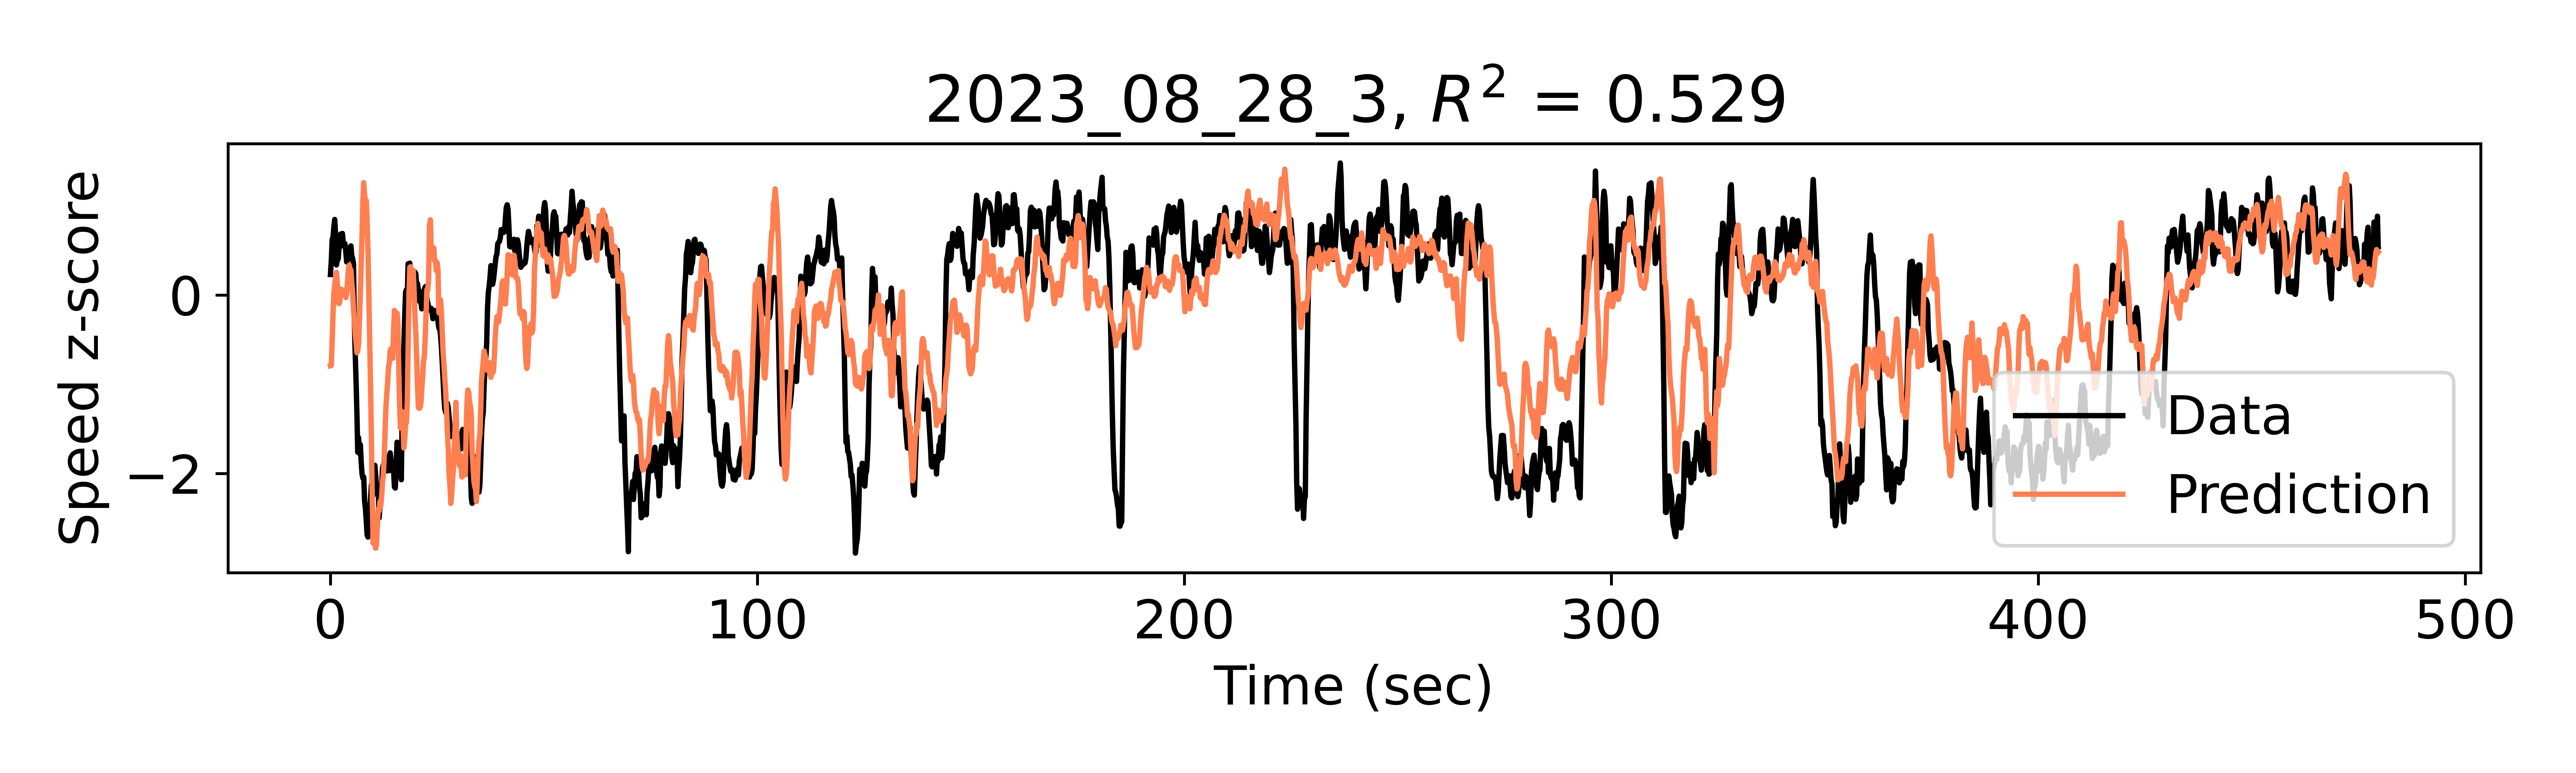 2023_08_28_3, R² = 0.529
Speed z-score
0
−2
Data
Prediction
0 100 200 300 400 500
Time (sec)